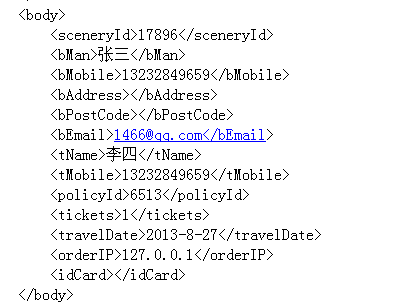 <body>
<sceneryId>17896</sceneryId>
<bMan>张三</bMan>
<bMobile>13232849659</bMobile>
<bAddress></bAddress>
<bPostCode></bPostCode>
<bEmail>1466@qq.com</bEmail>
<tName>李四</tName>
<tMobile>13232849659</tMobile>
<policyId>6513</policyId>
<tickets>1</tickets>
<travelDate>2013-8-27</travelDate>
<orderIP>127.0.0.1</orderIP>
<idCard></idCard>
</body>